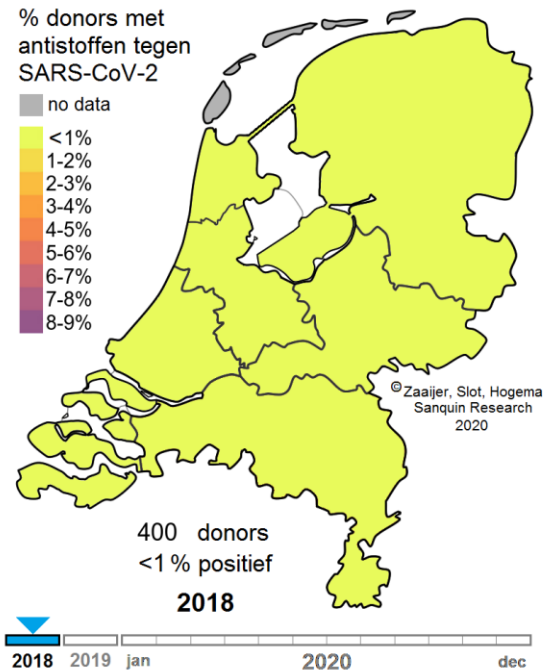 % donors met
antistoffen tegen
SARS-CoV-2
no data
<1%
1-2%
2-3%
3-4%
4-5%
5-6%
6-7%
7-8%
8-9%
© Zaaijer, Slot, Hogema
Sanquin Research
2020
400 donors
<1 % positief
2018
2018 2019 jan 2020 dec